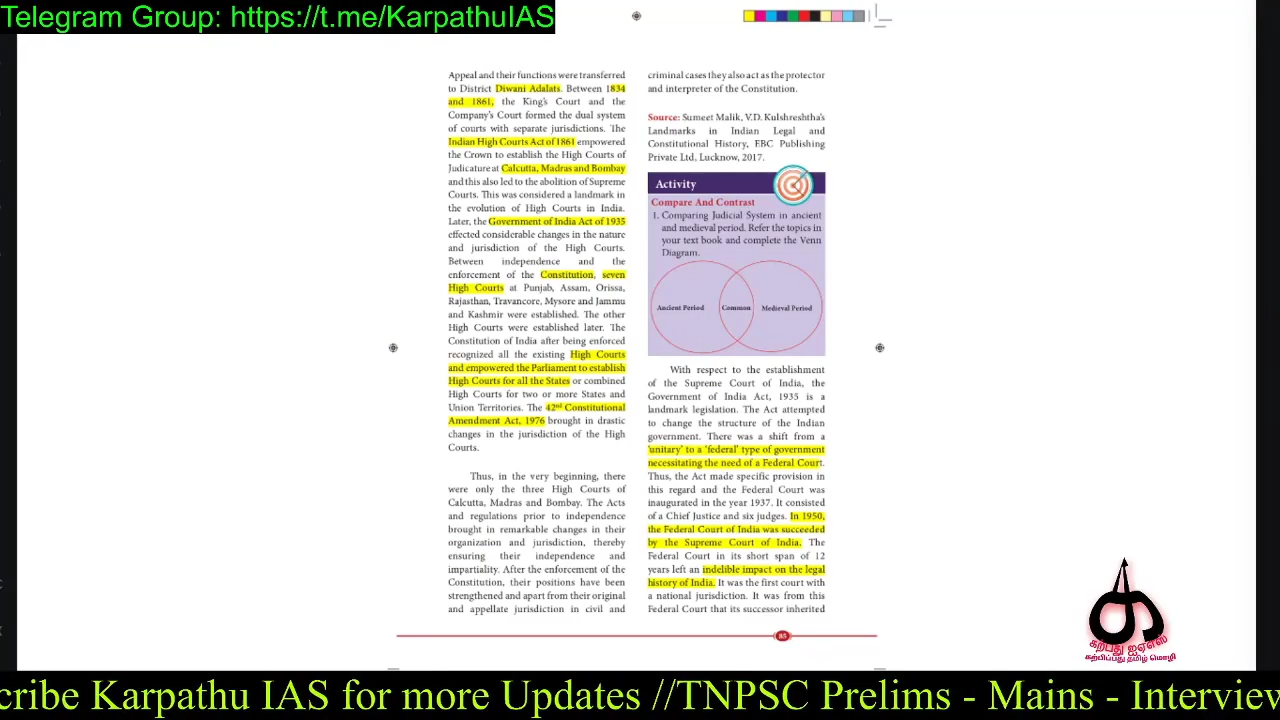 Telegram Group: https://t.me/KarpathuIAS
Appeal and their functions were transferred
to District Diwani Adalats. Between 1834
and 1861, the King's Court and the
Company's Court formed the dual system
of courts with separate jurisdictions. The
Indian High Courts Act of 1861 empowered
the Crown to establish the High Courts of
Judicature at Calcutta, Madras and Bombay
and this also led to the abolition of Supreme
Courts. This was considered a landmark in
the evolution of High Courts in India.
Later, the Government of India Act of 1935
effected considerable changes in the nature
and jurisdiction of the High Courts.
Between independence and the
enforcement of the Constitution, seven
High Courts at Punjab, Assam, Orissa,
Rajasthan, Travancore, Mysore and Jammu
and Kashmir were established. The other
High Courts were established later. The
Constitution of India after being enforced
recognized all the existing High Courts
and empowered the Parliament to establish
High Courts for all the States or combined
High Courts for two or more States and
Union Territories. The 42nd Constitutional
Amendment Act, 1976 brought in drastic
changes in the jurisdiction of the High
Courts.
Thus, in the very beginning, there
were only the three High Courts of
Calcutta, Madras and Bombay. The Acts
and regulations prior to independence
brought in remarkable changes in their
organization and jurisdiction, thereby
ensuring their independence and
impartiality. After the enforcement of the
Constitution, their positions have been
strengthened and apart from their original
and appellate jurisdiction in civil and
criminal cases they also act as the protector
and interpreter of the Constitution.
Source: Sumeet Malik, V.D. Kulshreshtha's
Landmarks in Indian Legal and
Constitutional History, EBC Publishing
Private Ltd, Lucknow, 2017.
Activity
Compare And Contrast
1. Comparing Judicial System in ancient
and medieval period. Refer the topics in
your text book and complete the Venn
Diagram.
Ancient Period Common Medieval Period
With respect to the establishment
of the Supreme Court of India, the
Government of India Act, 1935 is a
landmark legislation. The Act attempted
to change the structure of the Indian
government. There was a shift from a
'unitary' to a 'federal' type of government
necessitating the need of a Federal Court.
Thus, the Act made specific provision in
this regard and the Federal Court was
inaugurated in the year 1937. It consisted
of a Chief Justice and six judges. In 1950,
the Federal Court of India was succeeded
by the Supreme Court of India. The
Federal Court in its short span of 12
years left an indelible impact on the legal
history of India. It was the first court with
a national jurisdiction. It was from this
Federal Court that its successor inherited
85
கற்பது ஐஏஎஸ்
கற்பிப்பது தமிழ் மொழி
cribe Karpathu IAS for more Updates //TNPSC Prelims - Mains - Interview